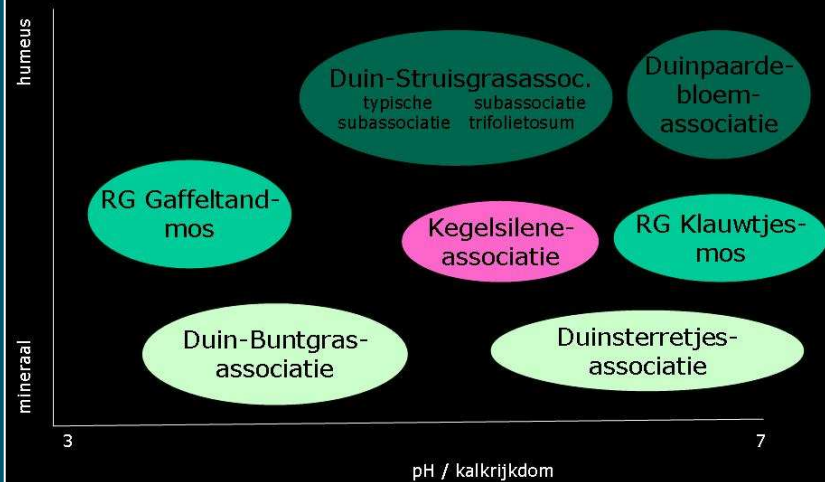 humeus
Duin-Struisgrasassoc.
typische subassociatie
subassociatie trifolietosum
Duinpaarde-
bloem-
associatie
RG Gaffeltand-
mos
Kegelsilene-
associatie
RG Klauwtjes-
mos
Duin-Buntgras-
associatie
Duinsterretjes-
associatie
mineraal
3
7
pH / kalkrijkdom